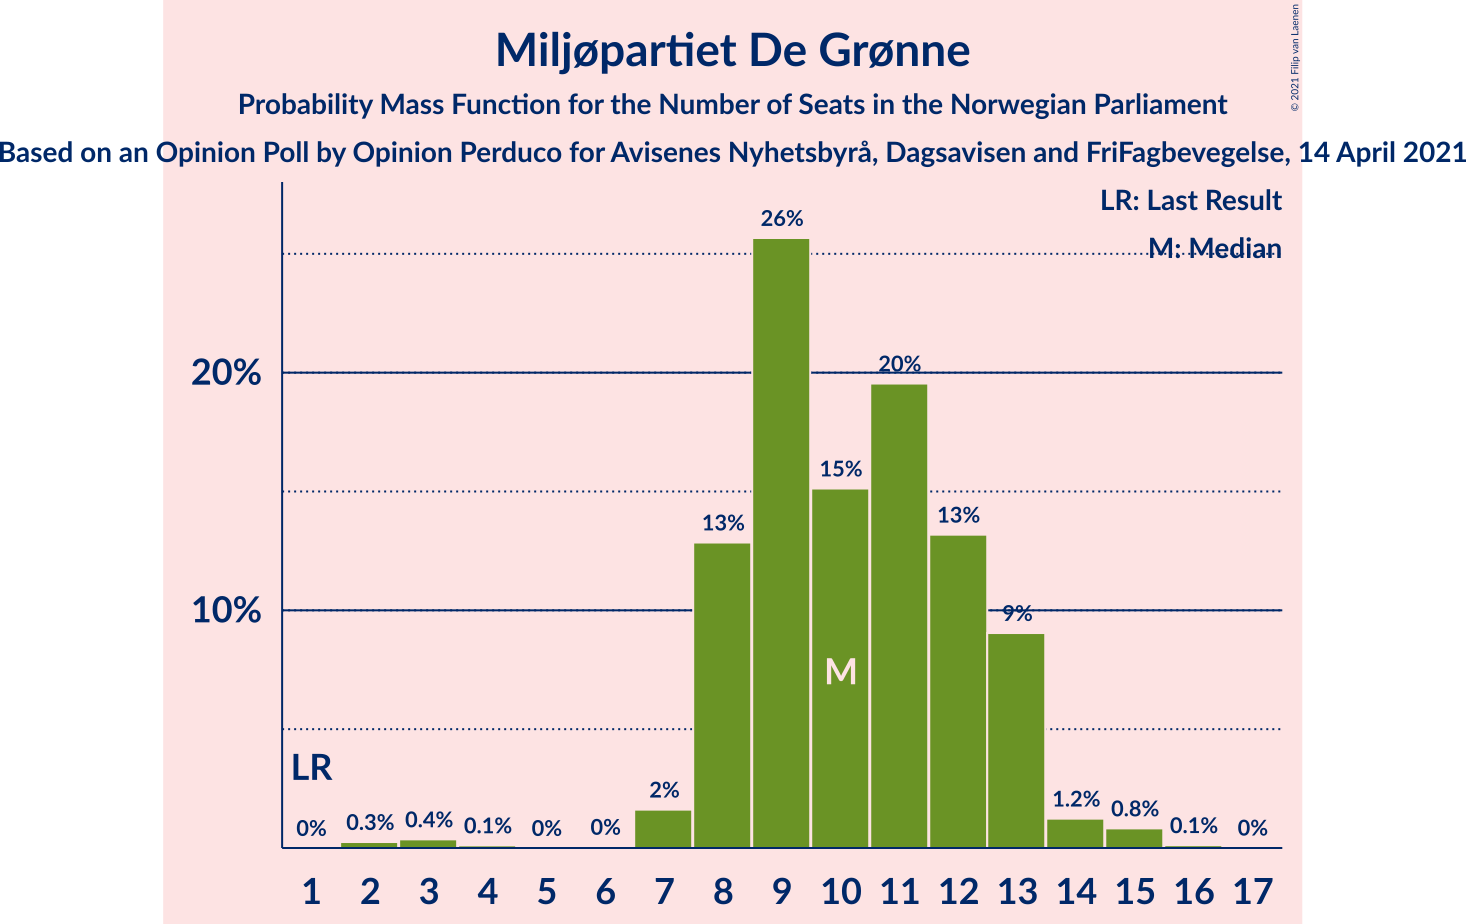 Miljøpartiet De Grønne
Probability Mass Function for the Number of Seats in the Norwegian Parliament
Based on an Opinion Poll by Opinion Perduco for Avisenes Nyhetsbyrå, Dagsavisen and FriFagbevegelse, 14 April 2021
© 2021 Filip van Laenen
LR: Last Result
M: Median
26%
20%
20%
15%
13%
13%
10%
9%
M
LR
0%
0.3%
0.4%
0.1%
0%
0%
2%
1.2%
0.8%
0.1%
0%
1 2 3 4 5 6 7 8 9 10 11 12 13 14 15 16 17